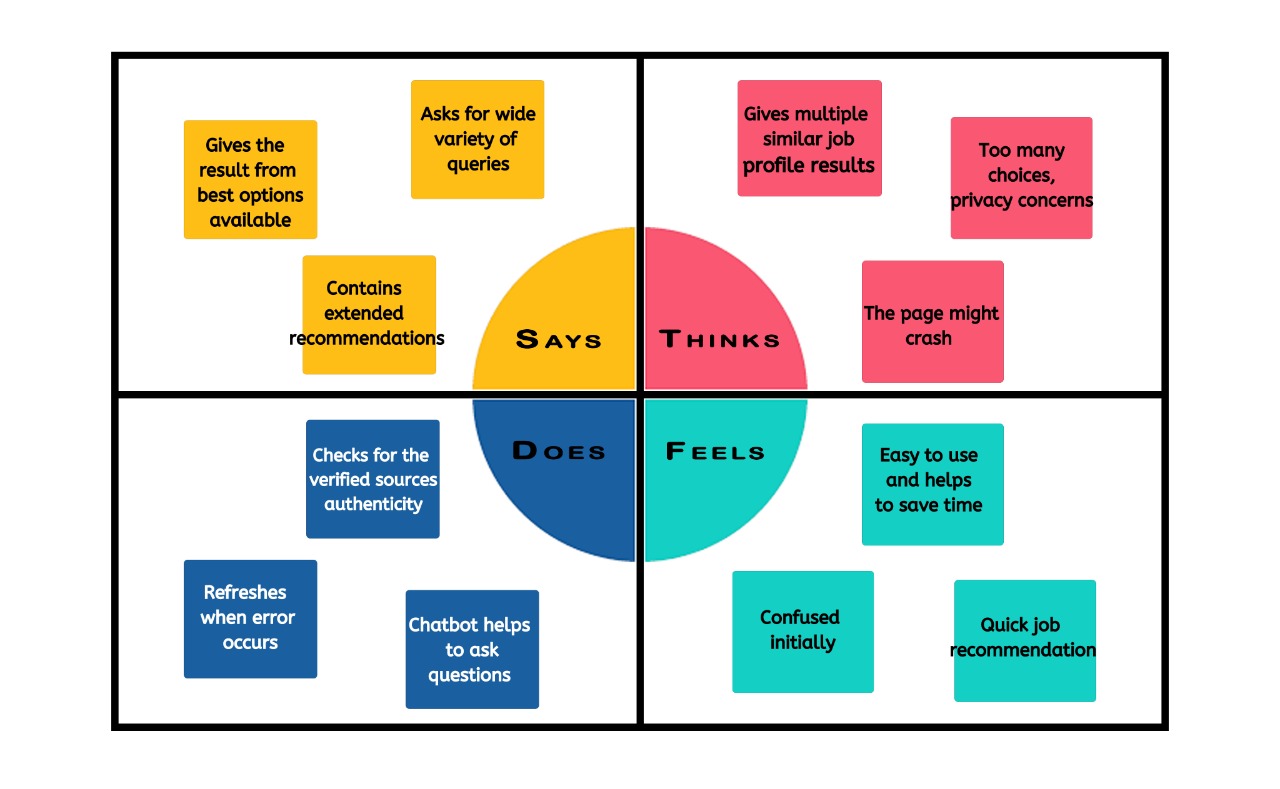 Gives the
result from
best options
available
Asks for wide
variety of
queries
Contains
extended
recommendations
SAYS
Gives multiple
similar job
profile results
Too many
choices,
privacy concerns
The page might
crash
THINKS
Checks for the
verified sources
authenticity
Refreshes
when error
occurs
Chatbot helps
to ask
questions
DOES
FEELS
Easy to use
and helps
to save time
Confused
initially
Quick job
recommendation